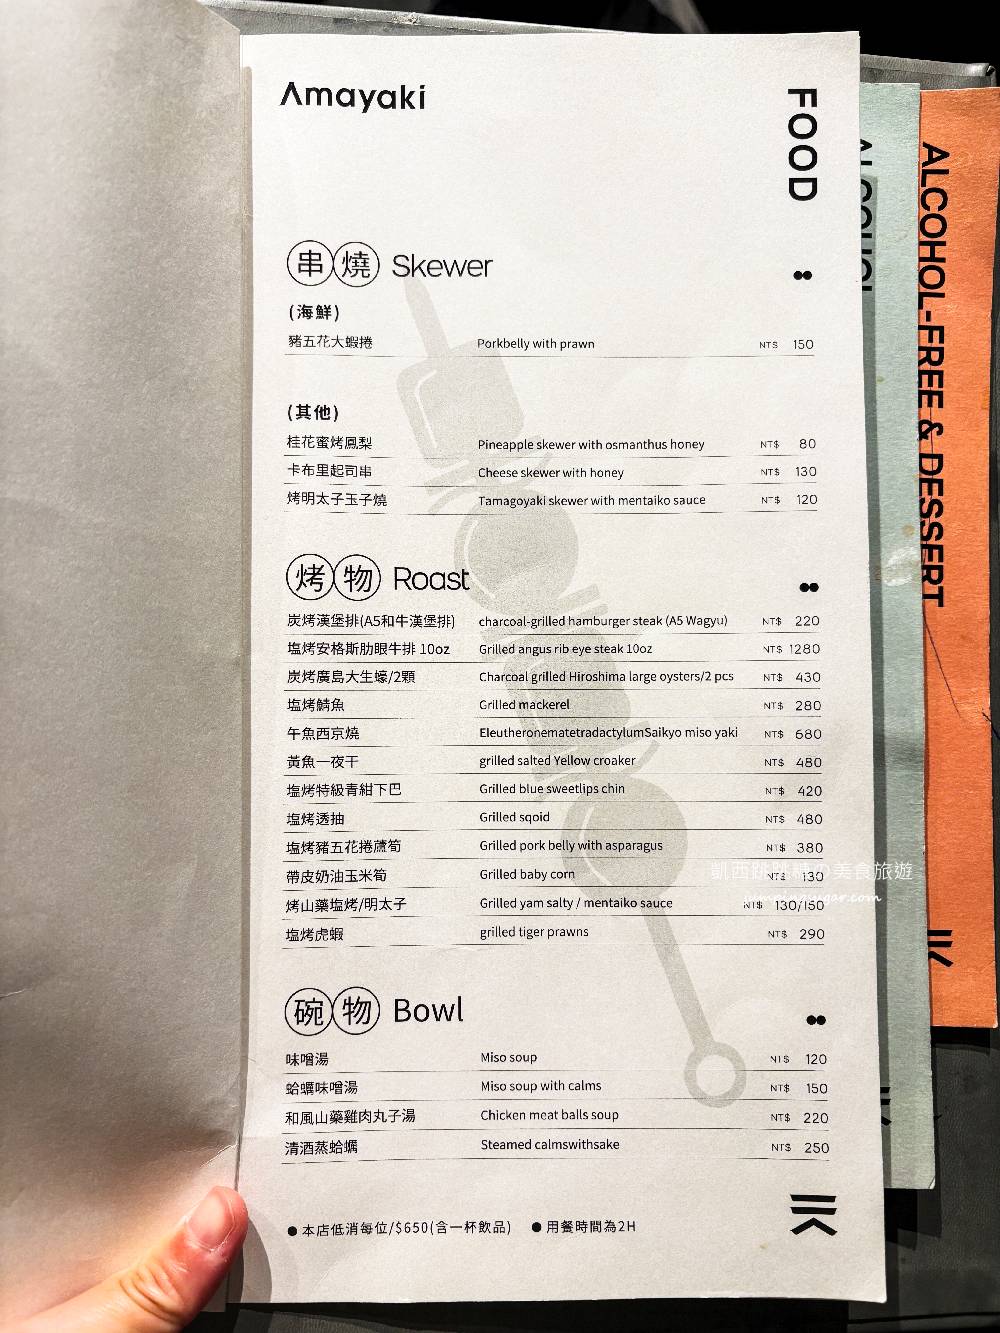 Amayaki
FOOD
ALCOHOL
ALCOHOL-FREE & DESSERT
串燒 Skewer
(海鮮)
豬五花大蝦捲 Porkbelly with prawn NT$ 150
(其他)
桂花蜜烤鳳梨 Pineapple skewer with osmanthus honey NT$ 80
卡布里起司串 Cheese skewer with honey NT$ 130
烤明太子玉子燒 Tamagoyaki skewer with mentaiko sauce NT$ 120
烤物 Roast
炭烤漢堡排(A5和牛漢堡排) charcoal-grilled hamburger steak (A5 Wagyu) NT$ 220
塩烤安格斯肋眼牛排 10oz Grilled angus rib eye steak 10oz NT$ 1280
炭烤廣島大生蠔/2顆 Charcoal grilled Hiroshima large oysters/2 pcs NT$ 430
塩烤鯖魚 Grilled mackerel NT$ 280
午魚西京燒 EleutheronematetradactylumSaikyo miso yaki NT$ 680
黃魚一夜干 grilled salted Yellow croaker NT$ 480
塩烤特級青紺下巴 Grilled blue sweetlips chin NT$ 420
塩烤透抽 Grilled sqoid NT$ 480
塩烤豬五花捲蘆筍 Grilled pork belly with asparagus NT$ 380
帶皮奶油玉米筍 Grilled baby corn NT$ 130
烤山藥塩烤/明太子 Grilled yam salty / mentaiko sauce NT$ 130/150
塩烤虎蝦 grilled tiger prawns NT$ 290
碗物 Bowl
味噌湯 Miso soup NT$ 120
蛤蠣味噌湯 Miso soup with calms NT$ 150
和風山藥雞肉丸子湯 Chicken meat balls soup NT$ 220
清酒蒸蛤蠣 Steamed calmswithsake NT$ 250
● 本店低消每位/$650(含一杯飲品) ● 用餐時間為2H